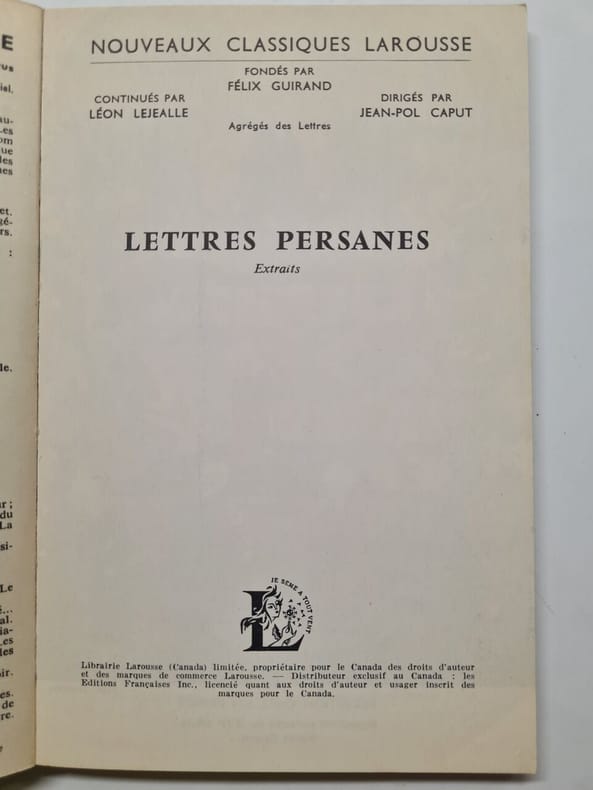 NOUVEAUX CLASSIQUES LAROUSSE
FONDÉS PAR
FÉLIX GUIRAND
CONTINUÉS PAR
LÉON LEJEALLE
DIRIGÉS PAR
JEAN-POL CAPUT
Agrégés des Lettres
LETTRES PERSANES
Extraits
JE SEME A TOUT VENT
Librairie Larousse (Canada) limitée, propriétaire pour le Canada des droits d'auteur
et des marques de commerce Larousse. — Distributeur exclusif au Canada : les
Editions Françaises Inc., licencié quant aux droits d'auteur et usager inscrit des
marques pour le Canada.